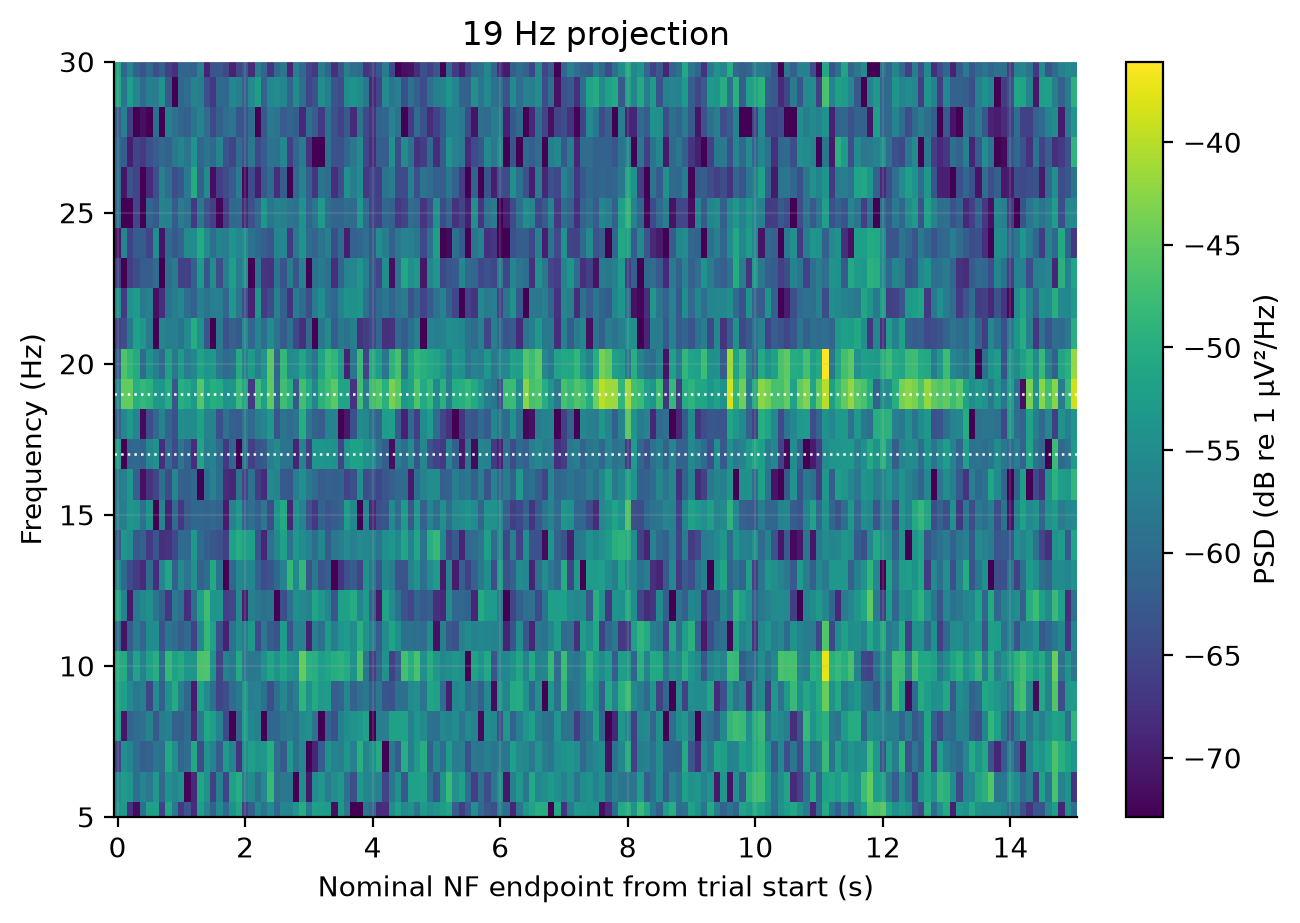 19 Hz projection
30
25
20
15
10
5
Frequency (Hz)
0 2 4 6 8 10 12 14
Nominal NF endpoint from trial start (s)
−40
−45
−50
−55
−60
−65
−70
PSD (dB re 1 µV²/Hz)